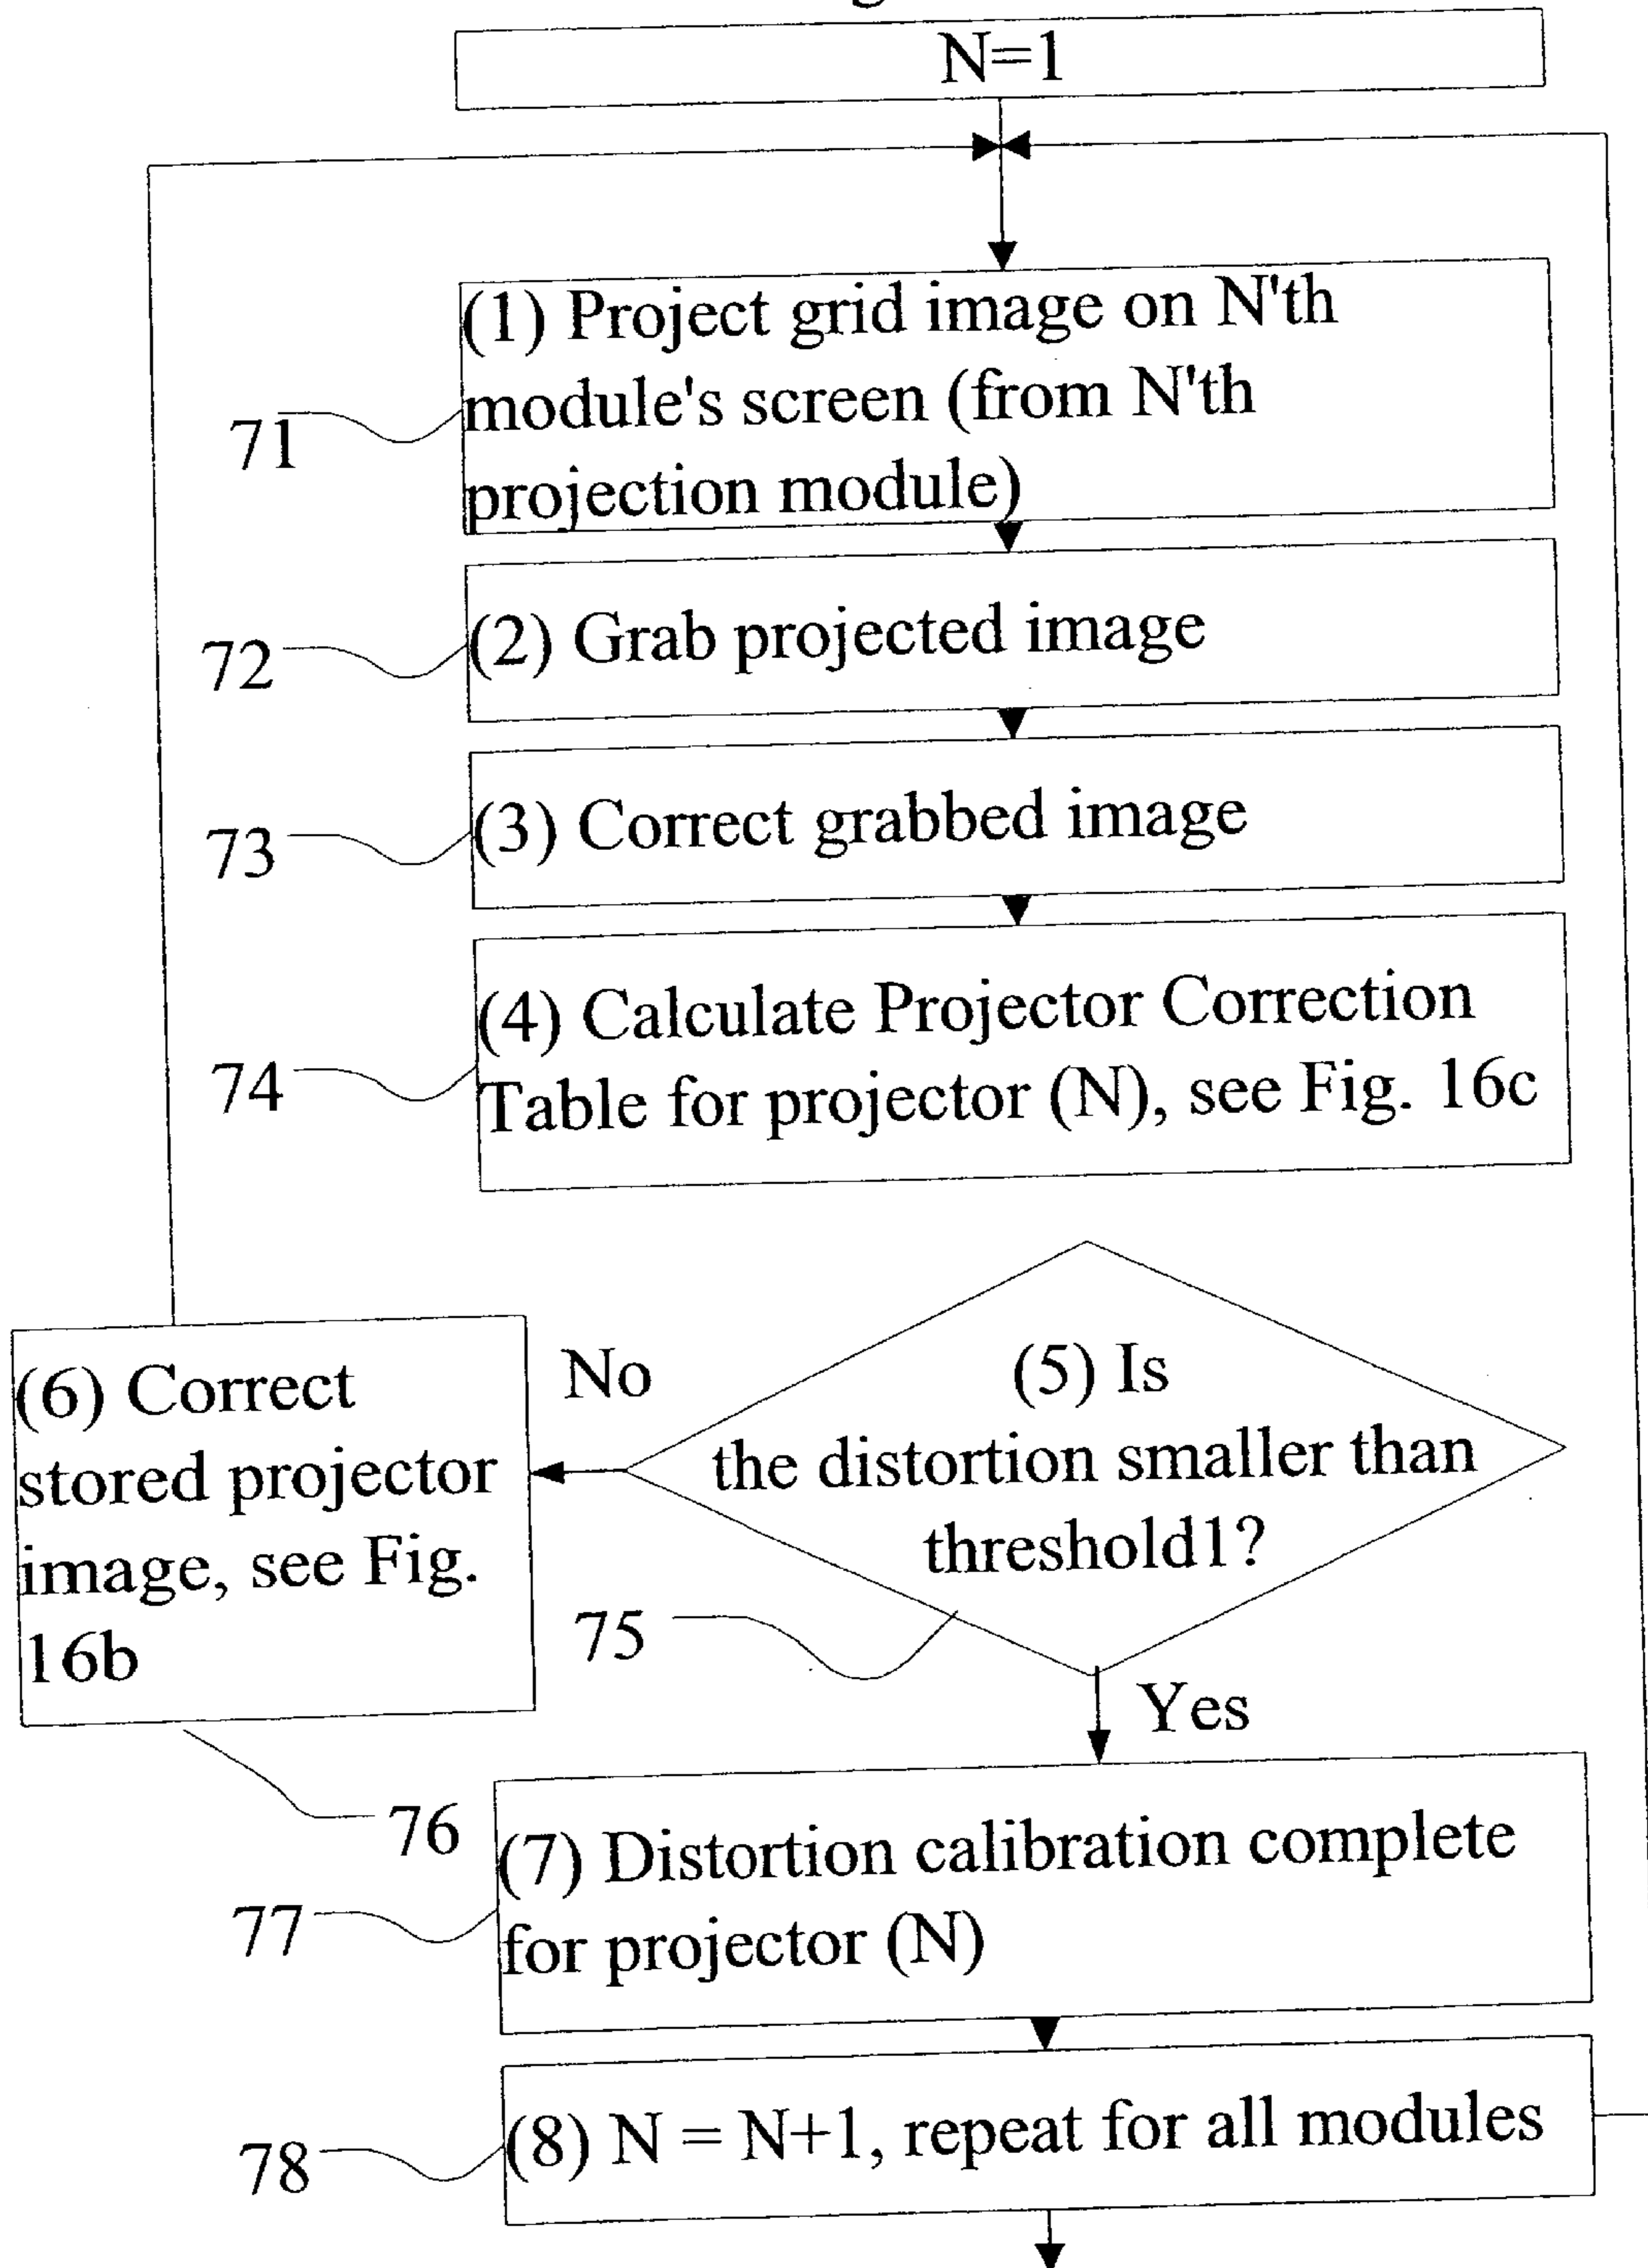 N=1
(1) Project grid image on N'th
module's screen (from N'th
projection module)
71
(2) Grab projected image
72
(3) Correct grabbed image
73
(4) Calculate Projector Correction
Table for projector (N), see Fig. 16c
74
(5) Is
the distortion smaller than
threshold1?
75
No
(6) Correct
stored projector
image, see Fig.
16b
76
Yes
(7) Distortion calibration complete
for projector (N)
77
(8) N = N+1, repeat for all modules
78